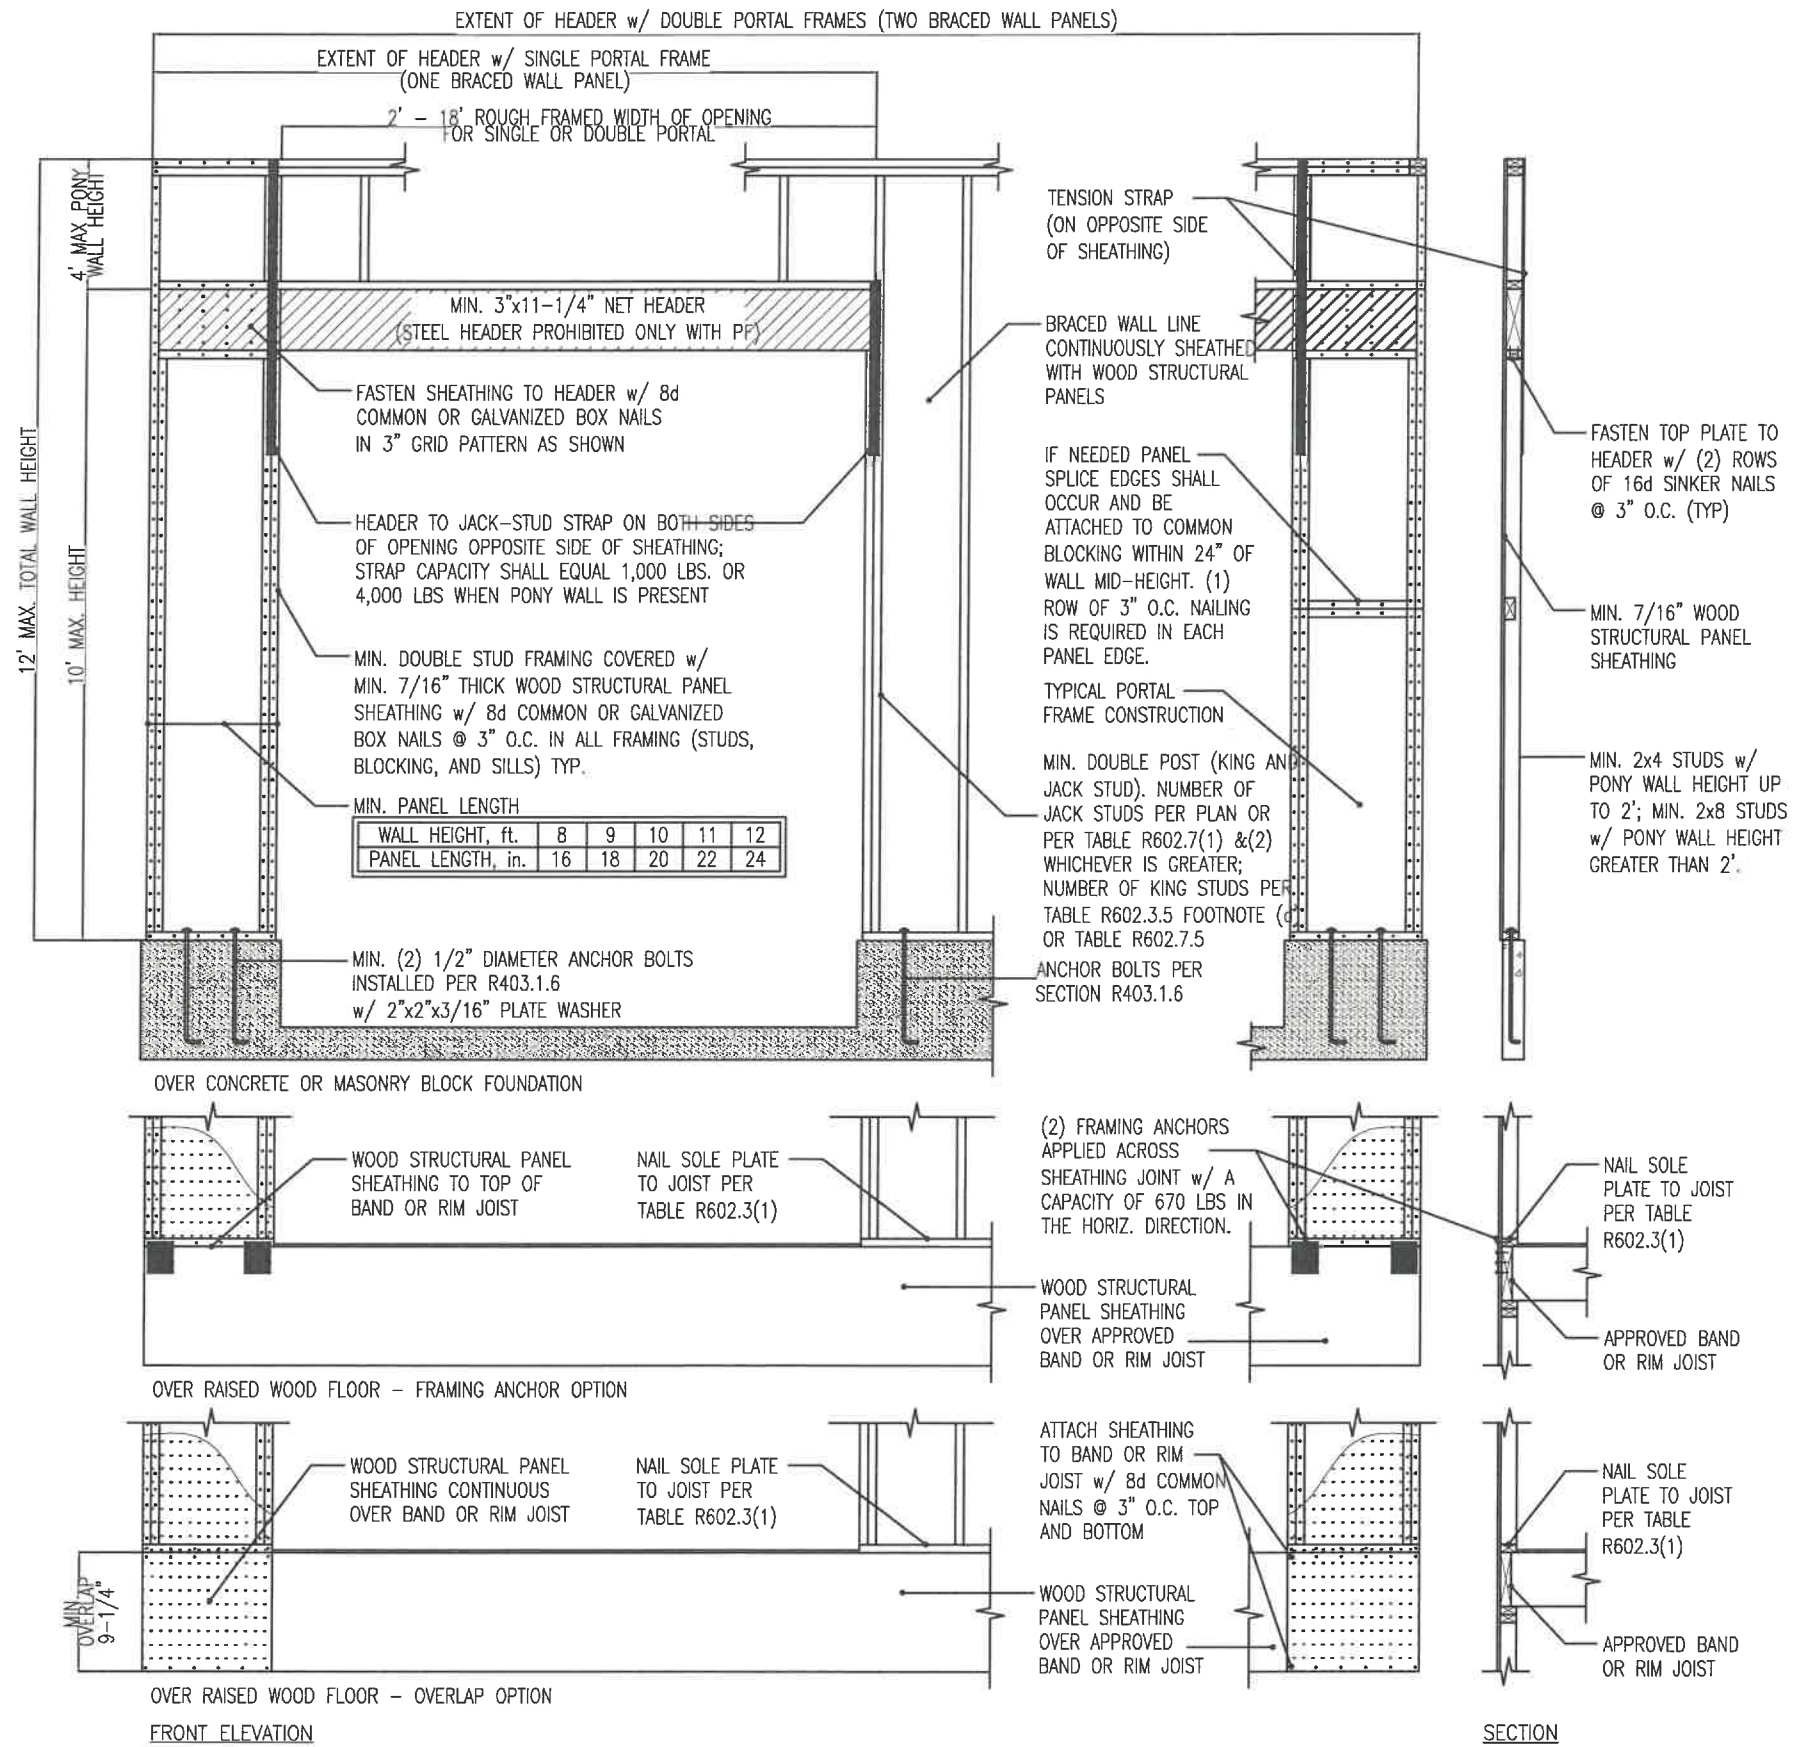 EXTENT OF HEADER w/ DOUBLE PORTAL FRAMES (TWO BRACED WALL PANELS)
EXTENT OF HEADER w/ SINGLE PORTAL FRAME
(ONE BRACED WALL PANEL)
2' - 18' ROUGH FRAMED WIDTH OF OPENING
FOR SINGLE OR DOUBLE PORTAL
4' MAX PONY
WALL HEIGHT
12' MAX. TOTAL WALL HEIGHT
10' MAX. HEIGHT
MIN. 3"x11-1/4" NET HEADER
(STEEL HEADER PROHIBITED ONLY WITH PF)
FASTEN SHEATHING TO HEADER w/ 8d
COMMON OR GALVANIZED BOX NAILS
IN 3" GRID PATTERN AS SHOWN
HEADER TO JACK-STUD STRAP ON BOTH SIDES
OF OPENING OPPOSITE SIDE OF SHEATHING;
STRAP CAPACITY SHALL EQUAL 1,000 LBS. OR
4,000 LBS WHEN PONY WALL IS PRESENT
MIN. DOUBLE STUD FRAMING COVERED w/
MIN. 7/16" THICK WOOD STRUCTURAL PANEL
SHEATHING w/ 8d COMMON OR GALVANIZED
BOX NAILS @ 3" O.C. IN ALL FRAMING (STUDS,
BLOCKING, AND SILLS) TYP.
MIN. PANEL LENGTH
WALL HEIGHT, ft. 8 9 10 11 12
PANEL LENGTH, in. 16 18 20 22 24
MIN. (2) 1/2" DIAMETER ANCHOR BOLTS
INSTALLED PER R403.1.6
w/ 2"x2"x3/16" PLATE WASHER
TENSION STRAP
(ON OPPOSITE SIDE
OF SHEATHING)
BRACED WALL LINE
CONTINUOUSLY SHEATHED
WITH WOOD STRUCTURAL
PANELS
IF NEEDED PANEL
SPLICE EDGES SHALL
OCCUR AND BE
ATTACHED TO COMMON
BLOCKING WITHIN 24" OF
WALL MID-HEIGHT. (1)
ROW OF 3" O.C. NAILING
IS REQUIRED IN EACH
PANEL EDGE.
TYPICAL PORTAL
FRAME CONSTRUCTION
MIN. DOUBLE POST (KING AND
JACK STUD). NUMBER OF
JACK STUDS PER PLAN OR
PER TABLE R602.7(1) &(2)
WHICHEVER IS GREATER;
NUMBER OF KING STUDS PER
TABLE R602.3.5 FOOTNOTE
OR TABLE R602.7.5
ANCHOR BOLTS PER
SECTION R403.1.6
FASTEN TOP PLATE TO
HEADER w/ (2) ROWS
OF 16d SINKER NAILS
@ 3" O.C. (TYP)
MIN. 7/16" WOOD
STRUCTURAL PANEL
SHEATHING
MIN. 2x4 STUDS w/
PONY WALL HEIGHT UP
TO 2'; MIN. 2x8 STUDS
w/ PONY WALL HEIGHT
GREATER THAN 2'.
OVER CONCRETE OR MASONRY BLOCK FOUNDATION
WOOD STRUCTURAL PANEL
SHEATHING TO TOP OF
BAND OR RIM JOIST
NAIL SOLE PLATE
TO JOIST PER
TABLE R602.3(1)
(2) FRAMING ANCHORS
APPLIED ACROSS
SHEATHING JOINT w/ A
CAPACITY OF 670 LBS IN
THE HORIZ. DIRECTION.
WOOD STRUCTURAL
PANEL SHEATHING
OVER APPROVED
BAND OR RIM JOIST
NAIL SOLE
PLATE TO JOIST
PER TABLE
R602.3(1)
APPROVED BAND
OR RIM JOIST
OVER RAISED WOOD FLOOR - FRAMING ANCHOR OPTION
WOOD STRUCTURAL PANEL
SHEATHING CONTINUOUS
OVER BAND OR RIM JOIST
NAIL SOLE PLATE
TO JOIST PER
TABLE R602.3(1)
ATTACH SHEATHING
TO BAND OR RIM
JOIST w/ 8d COMMON
NAILS @ 3" O.C. TOP
AND BOTTOM
WOOD STRUCTURAL
PANEL SHEATHING
OVER APPROVED
BAND OR RIM JOIST
NAIL SOLE
PLATE TO JOIST
PER TABLE
R602.3(1)
APPROVED BAND
OR RIM JOIST
MIN
OVERLAP
9-1/4"
OVER RAISED WOOD FLOOR - OVERLAP OPTION
FRONT ELEVATION
SECTION